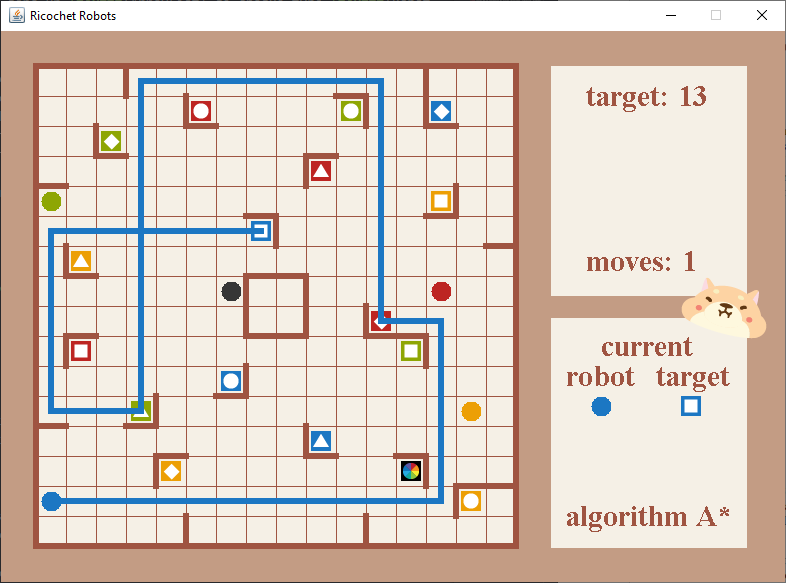 Ricochet Robots
target: 13
moves: 1
current
robot target
algorithm A*